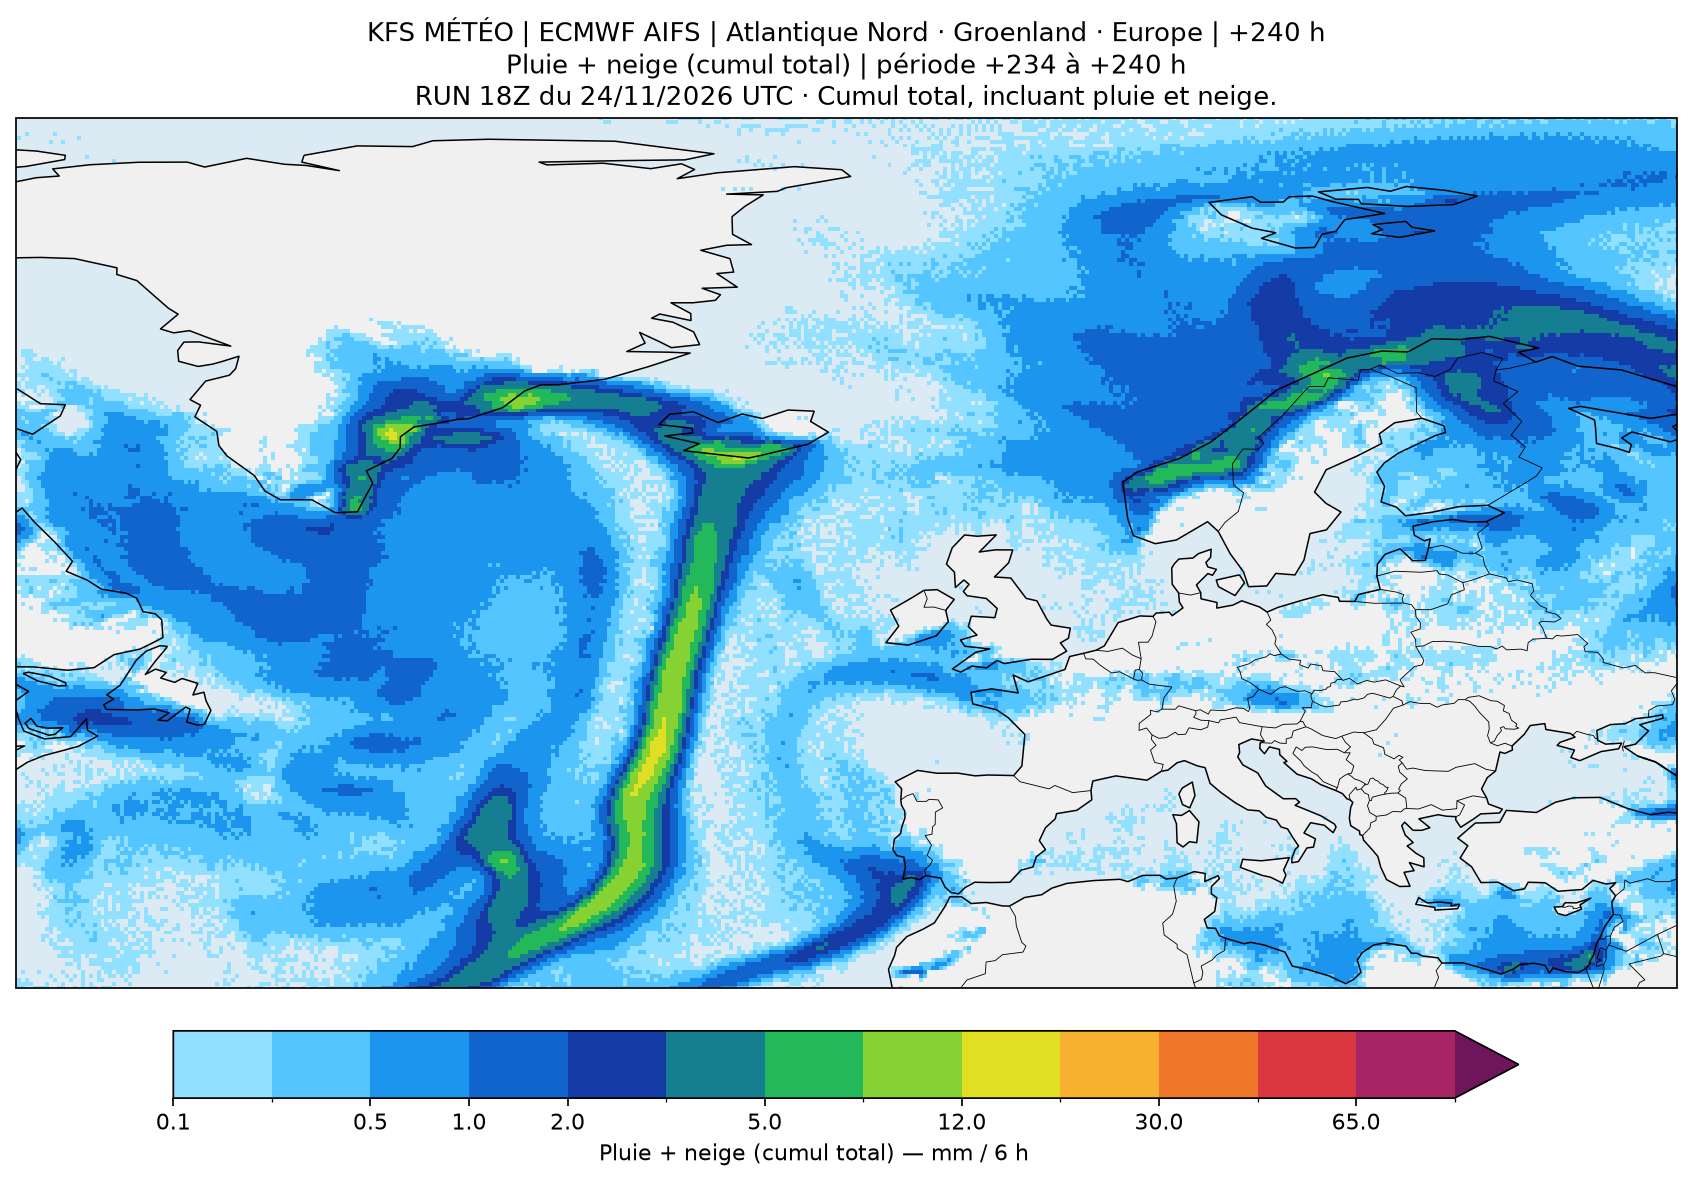 KFS MÉTÉO | ECMWF AIFS | Atlantique Nord · Groenland · Europe | +240 h
Pluie + neige (cumul total) | période +234 à +240 h
RUN 18Z du 24/11/2026 UTC · Cumul total, incluant pluie et neige.
0.1 0.5 1.0 2.0 5.0 12.0 30.0 65.0
Pluie + neige (cumul total) — mm / 6 h